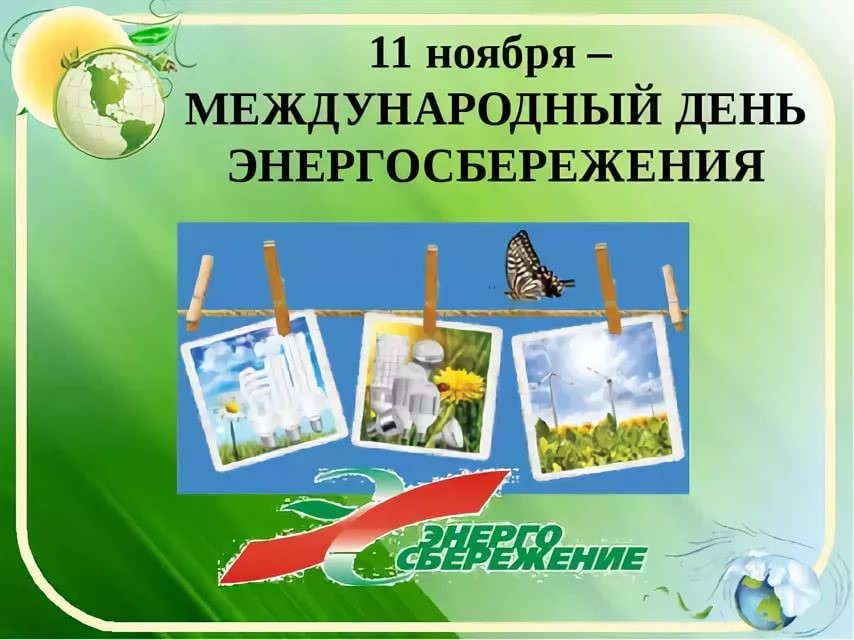 11 ноября –
МЕЖДУНАРОДНЫЙ ДЕНЬ
ЭНЕРГОСБЕРЕЖЕНИЯ
ЭНЕРГО
СБЕРЕЖЕНИЕ